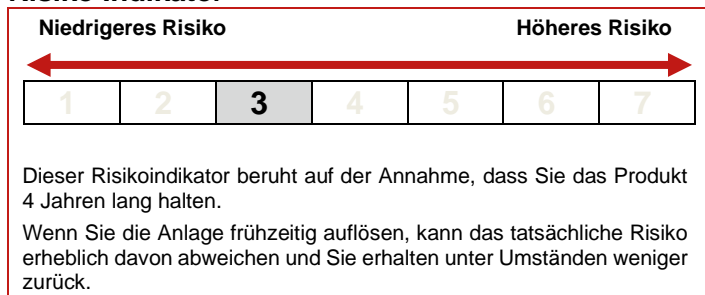 Niedrigeres Risiko Höheres Risiko
1 2 3 4 5 6 7
Dieser Risikoindikator beruht auf der Annahme, dass Sie das Produkt
4 Jahren lang halten.
Wenn Sie die Anlage frühzeitig auflösen, kann das tatsächliche Risiko
erheblich davon abweichen und Sie erhalten unter Umständen weniger
zurück.